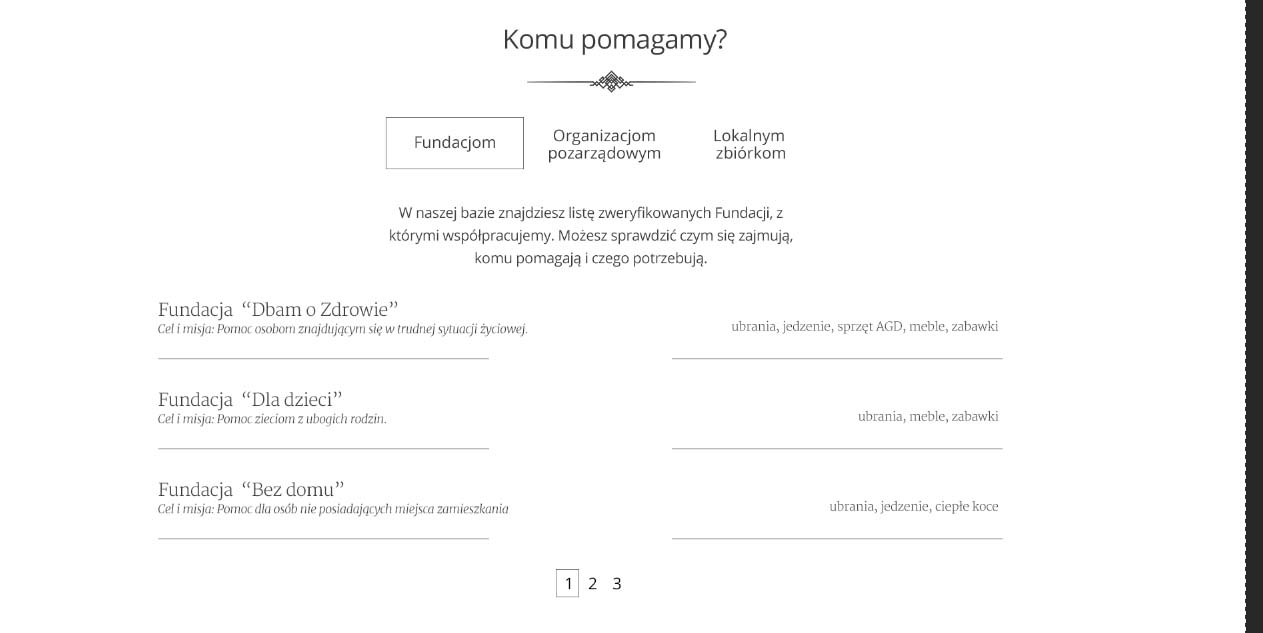 Komu pomagamy?
Fundacjom
Organizacjom
pozarządowym
Lokalnym
zbiórkom
W naszej bazie znajdziesz listę zweryfikowanych Fundacji, z
którymi współpracujemy. Możesz sprawdzić czym się zajmują,
komu pomagają i czego potrzebują.
Fundacja “Dbam o Zdrowie”
Cel i misja: Pomoc osobom znajdującym się w trudnej sytuacji życiowej.
ubrania, jedzenie, sprzęt AGD, meble, zabawki
Fundacja “Dla dzieci”
Cel i misja: Pomoc zieciom z ubogich rodzin.
ubrania, meble, zabawki
Fundacja “Bez domu”
Cel i misja: Pomoc dla osób nie posiadających miejsca zamieszkania
ubrania, jedzenie, ciepłe koce
1 2 3